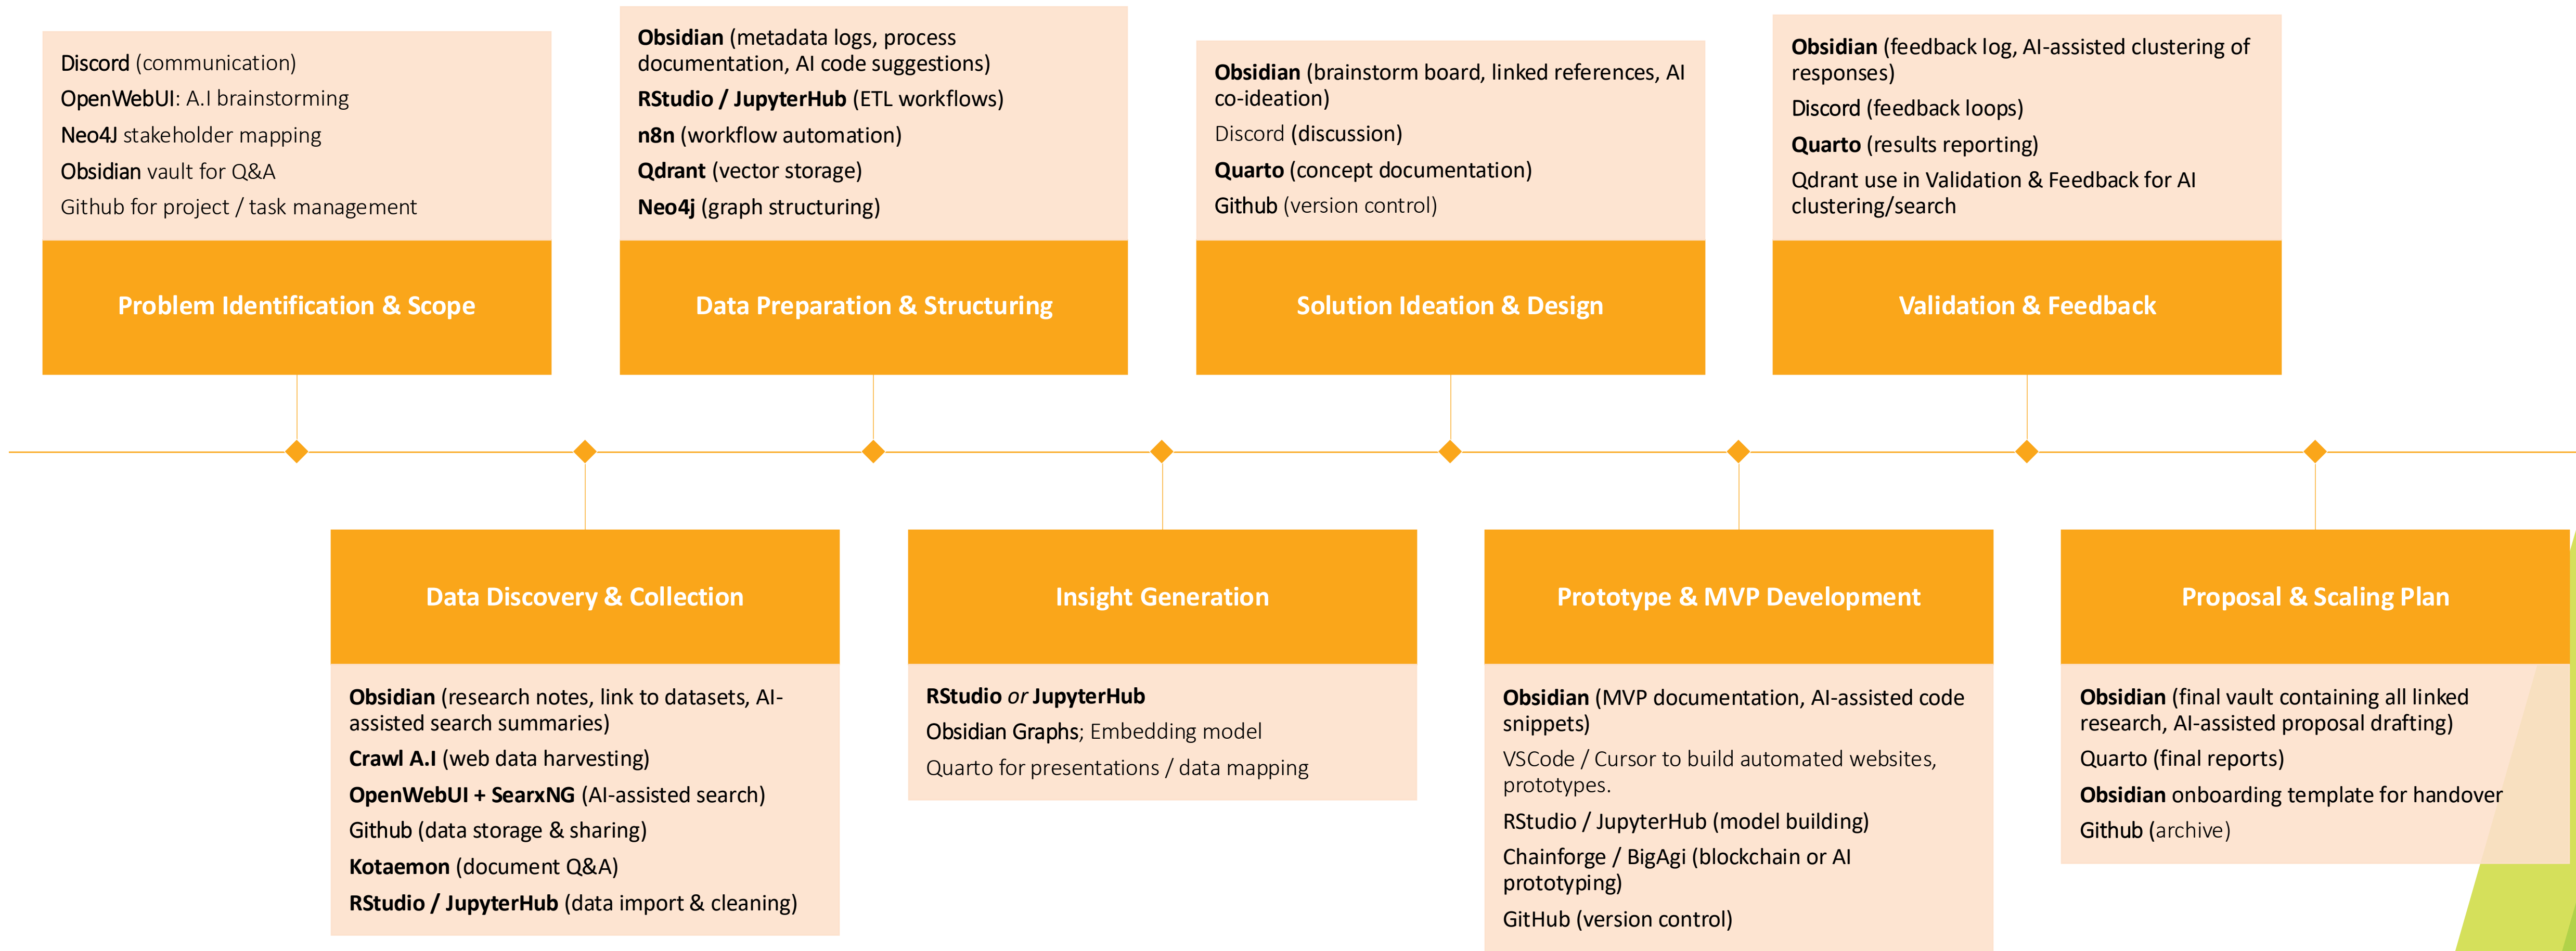 Discord (communication)
OpenWebUI: A.I brainstorming
Neo4J stakeholder mapping
Obsidian vault for Q&A
Github for project / task management
Problem Identification & Scope
Obsidian (research notes, link to datasets, AI-
assisted search summaries)
Crawl A.I (web data harvesting)
OpenWebUI + SearxNG (AI-assisted search)
Github (data storage & sharing)
Kotaemon (document Q&A)
RStudio / JupyterHub (data import & cleaning)
Data Discovery & Collection
Obsidian (metadata logs, process
documentation, AI code suggestions)
RStudio / JupyterHub (ETL workflows)
n8n (workflow automation)
Qdrant (vector storage)
Neo4j (graph structuring)
Data Preparation & Structuring
Insight Generation
RStudio or JupyterHub
Obsidian Graphs; Embedding model
Quarto for presentations / data mapping
Obsidian (brainstorm board, linked references, AI
co-ideation)
Discord (discussion)
Quarto (concept documentation)
Github (version control)
Solution Ideation & Design
Prototype & MVP Development
Obsidian (MVP documentation, AI-assisted code
snippets)
VSCode / Cursor to build automated websites,
prototypes.
RStudio / JupyterHub (model building)
Chainforge / BigAgi (blockchain or AI
prototyping)
GitHub (version control)
Obsidian (feedback log, AI-assisted clustering of
responses)
Discord (feedback loops)
Quarto (results reporting)
Qdrant use in Validation & Feedback for AI
clustering/search
Validation & Feedback
Proposal & Scaling Plan
Obsidian (final vault containing all linked
research, AI-assisted proposal drafting)
Quarto (final reports)
Obsidian onboarding template for handover
Github (archive)